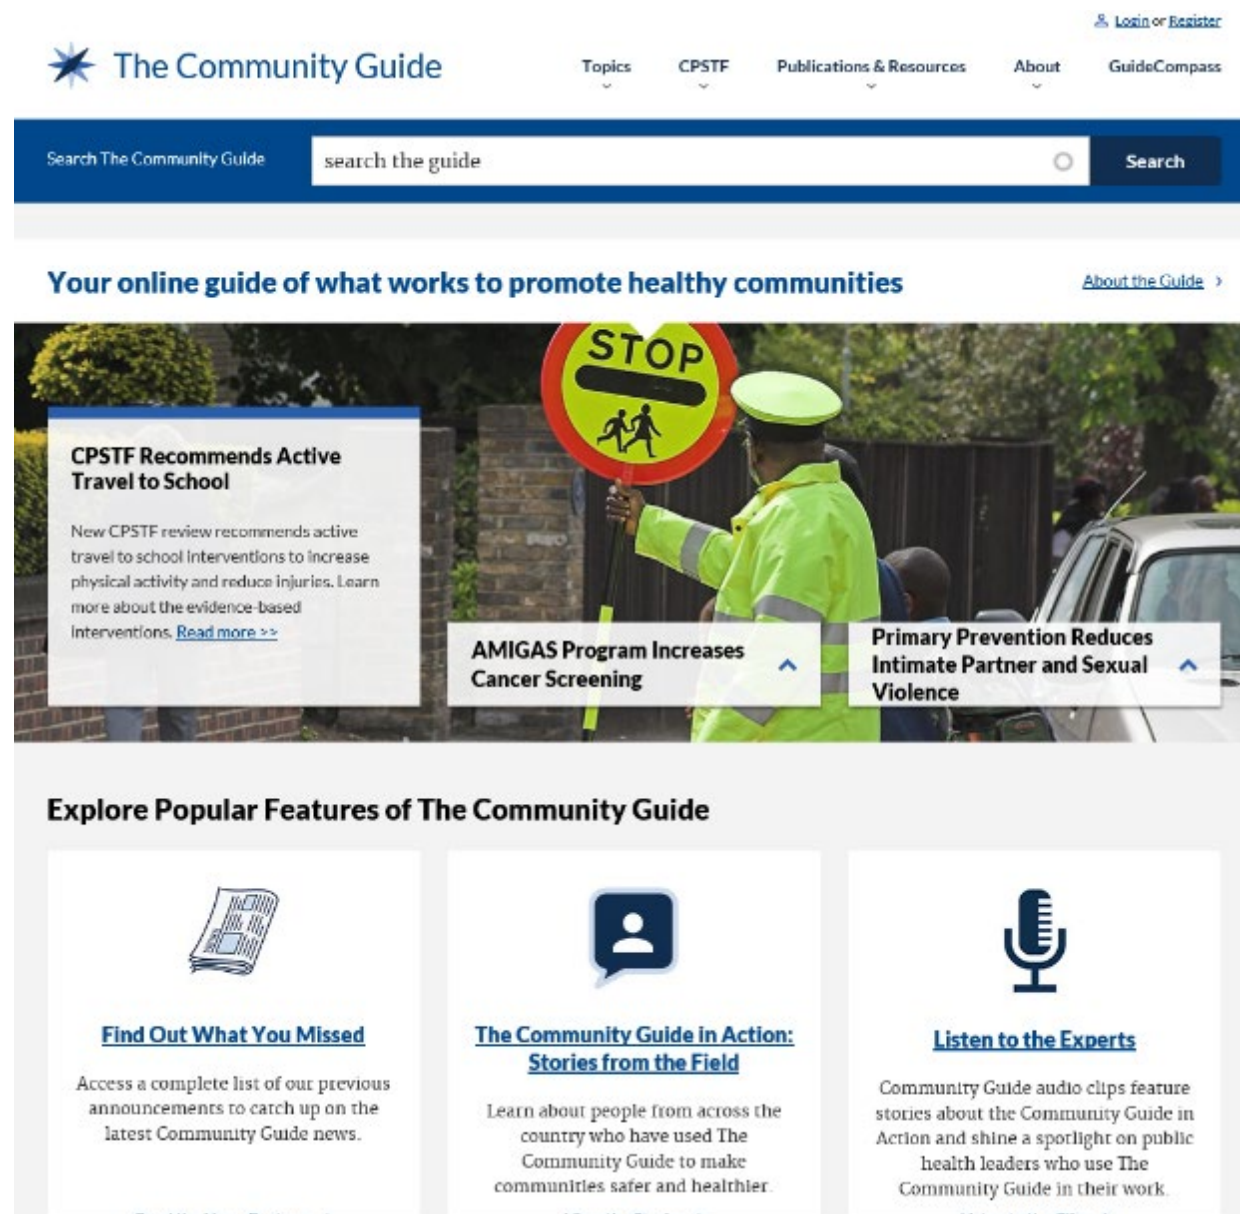 Login or Register
The Community Guide
Topics CPSTF Publications & Resources About GuideCompass
Search The Community Guide search the guide Search
Your online guide of what works to promote healthy communities About the Guide ›
STOP
CPSTF Recommends Active
Travel to School
New CPSTF review recommends active
travel to school interventions to increase
physical activity and reduce injuries. Learn
more about the evidence-based
interventions. Read more >>
AMIGAS Program Increases
Cancer Screening
Primary Prevention Reduces
Intimate Partner and Sexual
Violence
Explore Popular Features of The Community Guide
Find Out What You Missed
Access a complete list of our previous
announcements to catch up on the
latest Community Guide news.
The Community Guide in Action:
Stories from the Field
Learn about people from across the
country who have used The
Community Guide to make
communities safer and healthier.
Listen to the Experts
Community Guide audio clips feature
stories about the Community Guide in
Action and shine a spotlight on public
health leaders who use The
Community Guide in their work.